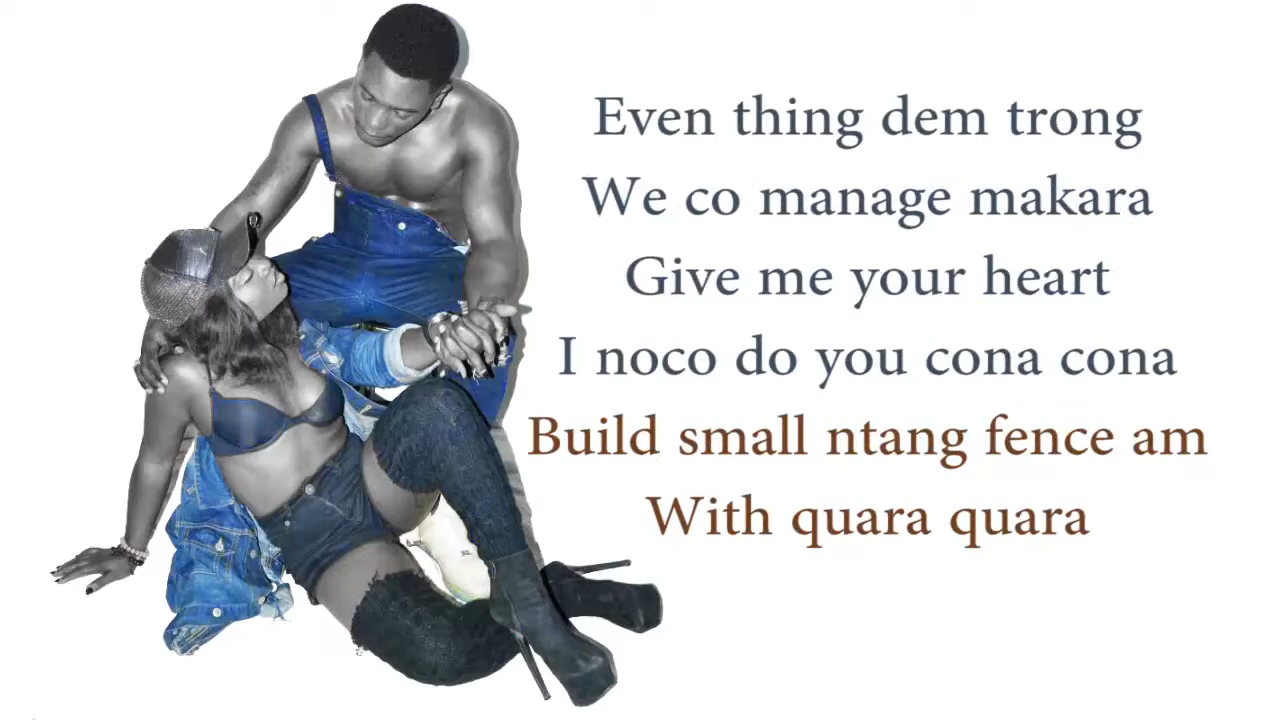 Even thing dem trong
We co manage makara
Give me your heart
I noco do you cona cona
Build small ntang fence am
With quara quara